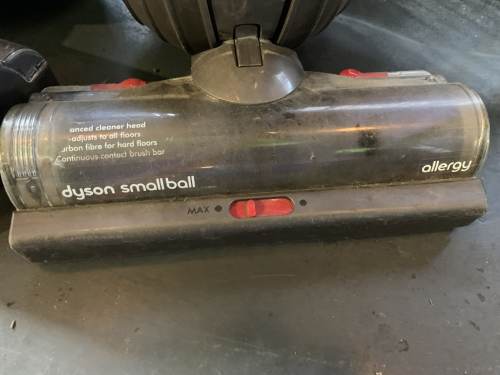 anced cleaner head
adjusts to all floors
arbon fibre for hard floors
Continuous contact brush bar
dyson small ball
allergy
MAX